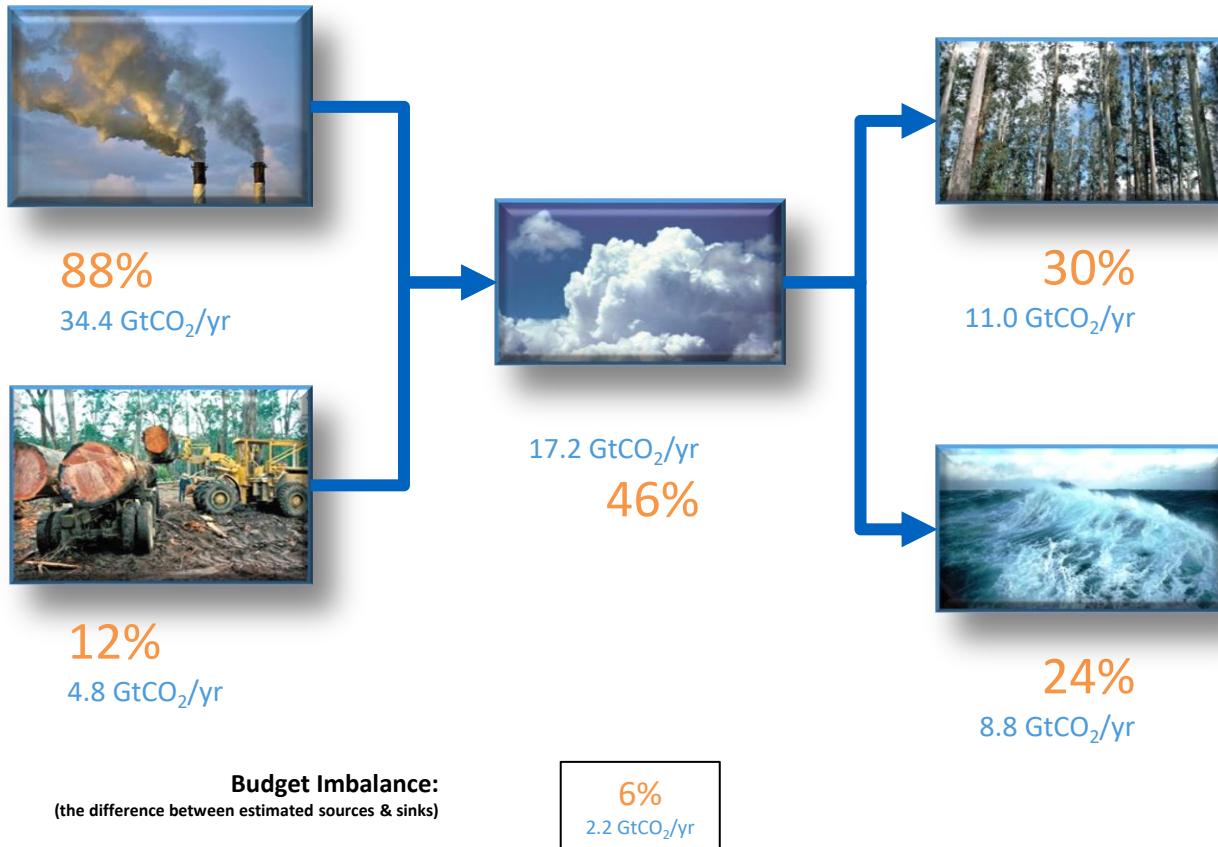 88%
34.4 GtCO₂/yr
12%
4.8 GtCO₂/yr
17.2 GtCO₂/yr
46%
30%
11.0 GtCO₂/yr
24%
8.8 GtCO₂/yr
Budget Imbalance:
(the difference between estimated sources & sinks)
6%
2.2 GtCO₂/yr